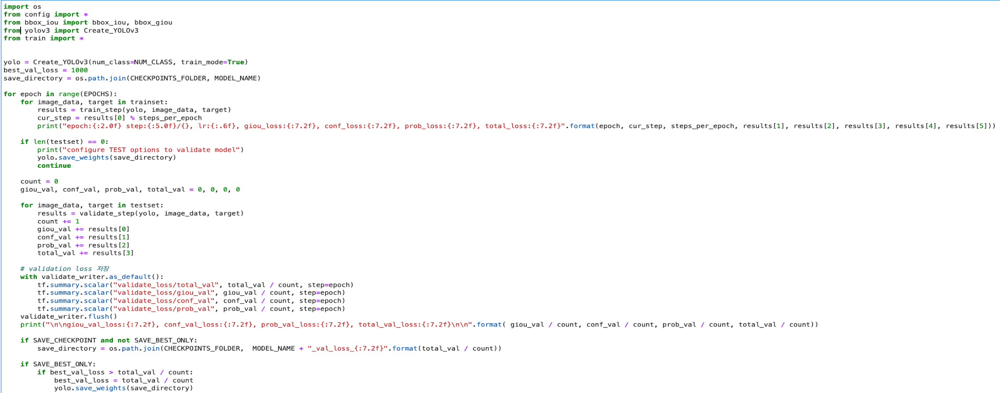 import os
from config import *
from bbox_iou import bbox_iou, bbox_giou
from yolov3 import Create_YOLOv3
from train import *
yolo = Create_YOLOv3(num_class=NUM_CLASS, train_mode=True)
best_val_loss = 1000
save_directory = os.path.join(CHECKPOINTS_FOLDER, MODEL_NAME)
for epoch in range(EPOCHS):
    for image_data, target in trainset:
        results = train_step(yolo, image_data, target)
        cur_step = results[0] % steps_per_epoch
        print("epoch:{:2.0f} step:{:5.0f}/{}, lr:{:.6f}, giou_loss:{:7.2f}, conf_loss:{:7.2f}, prob_loss:{:7.2f}, total_loss:{:7.2f}".format(epoch, cur_step, steps_per_epoch, results[1], results[2], results[3], results[4], results[5]))
    if len(testset) == 0:
        print("configure TEST options to validate model")
        yolo.save_weights(save_directory)
        continue
    count = 0
    giou_val, conf_val, prob_val, total_val = 0, 0, 0, 0
    for image_data, target in testset:
        results = validate_step(yolo, image_data, target)
        count += 1
        giou_val += results[0]
        conf_val += results[1]
        prob_val += results[2]
        total_val += results[3]
    # validation loss 저장
    with validate_writer.as_default():
        tf.summary.scalar("validate_loss/total_val", total_val / count, step=epoch)
        tf.summary.scalar("validate_loss/giou_val", giou_val / count, step=epoch)
        tf.summary.scalar("validate_loss/conf_val", conf_val / count, step=epoch)
        tf.summary.scalar("validate_loss/prob_val", prob_val / count, step=epoch)
    validate_writer.flush()
    print("\n\ngiou_val_loss:{:7.2f}, conf_val_loss:{:7.2f}, prob_val_loss:{:7.2f}, total_val_loss:{:7.2f}\n\n".format( giou_val / count, conf_val / count, prob_val / count, total_val / count))
    if SAVE_CHECKPOINT and not SAVE_BEST_ONLY:
        save_directory = os.path.join(CHECKPOINTS_FOLDER,  MODEL_NAME + "_val_loss_{:7.2f}".format(total_val / count))
    if SAVE_BEST_ONLY:
        if best_val_loss > total_val / count:
            best_val_loss = total_val / count
            yolo.save_weights(save_directory)